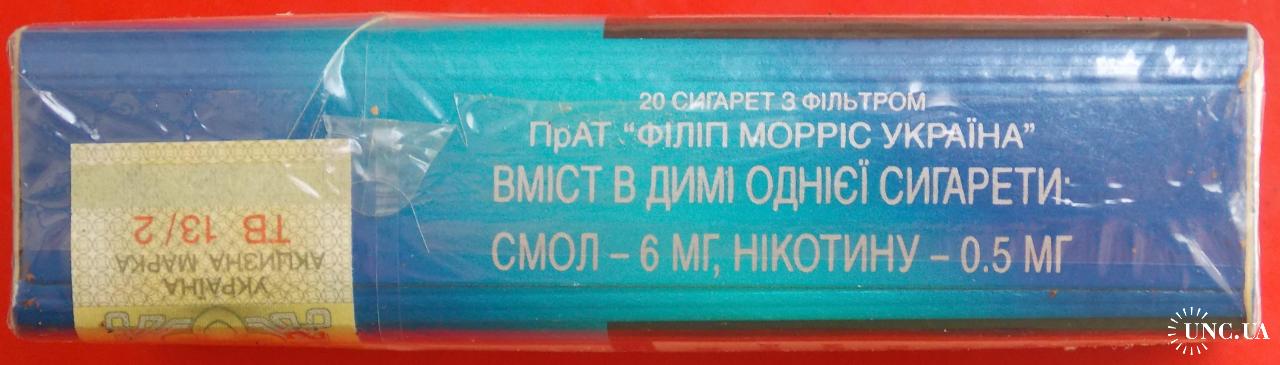 20 СИГАРЕТ З ФІЛЬТРОМ
ПрАТ “ФІЛІП МОРРІС УКРАЇНА”
ВМІСТ В ДИМІ ОДНІЄЇ СИГАРЕТИ:
СМОЛ – 6 МГ, НІКОТИНУ – 0.5 МГ
УКРАЇНА
АКЦИЗНА МАРКА
ТВ 13/2
UNC.UA